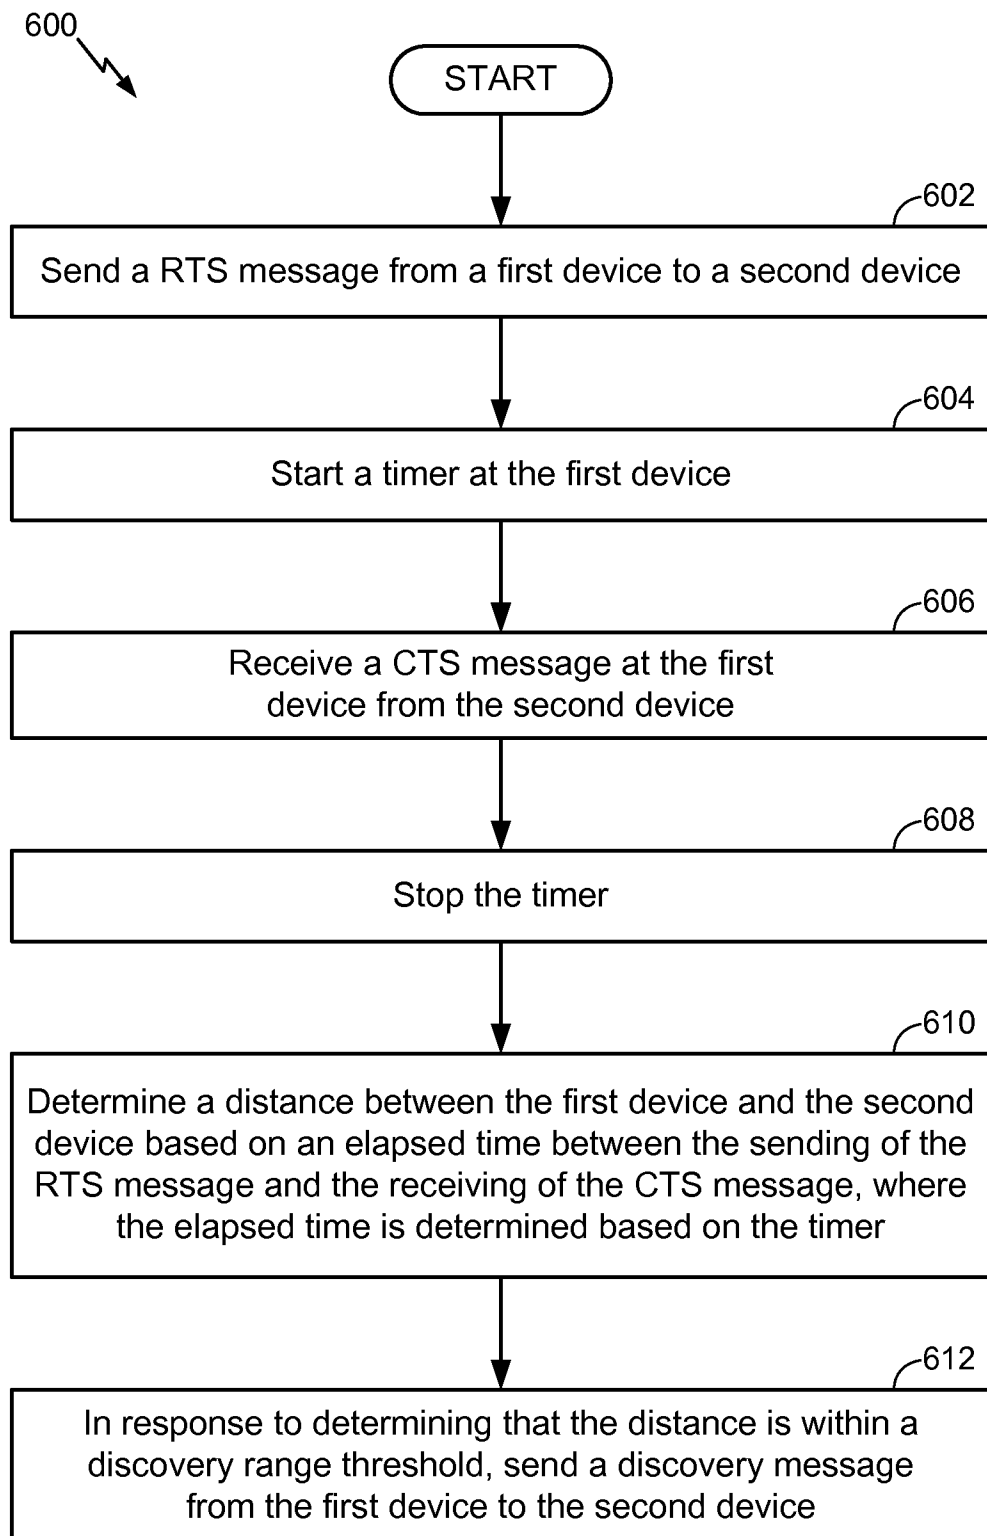 600
START
602
Send a RTS message from a first device to a second device
604
Start a timer at the first device
606
Receive a CTS message at the first
device from the second device
608
Stop the timer
610
Determine a distance between the first device and the second
device based on an elapsed time between the sending of the
RTS message and the receiving of the CTS message, where
the elapsed time is determined based on the timer
612
In response to determining that the distance is within a
discovery range threshold, send a discovery message
from the first device to the second device